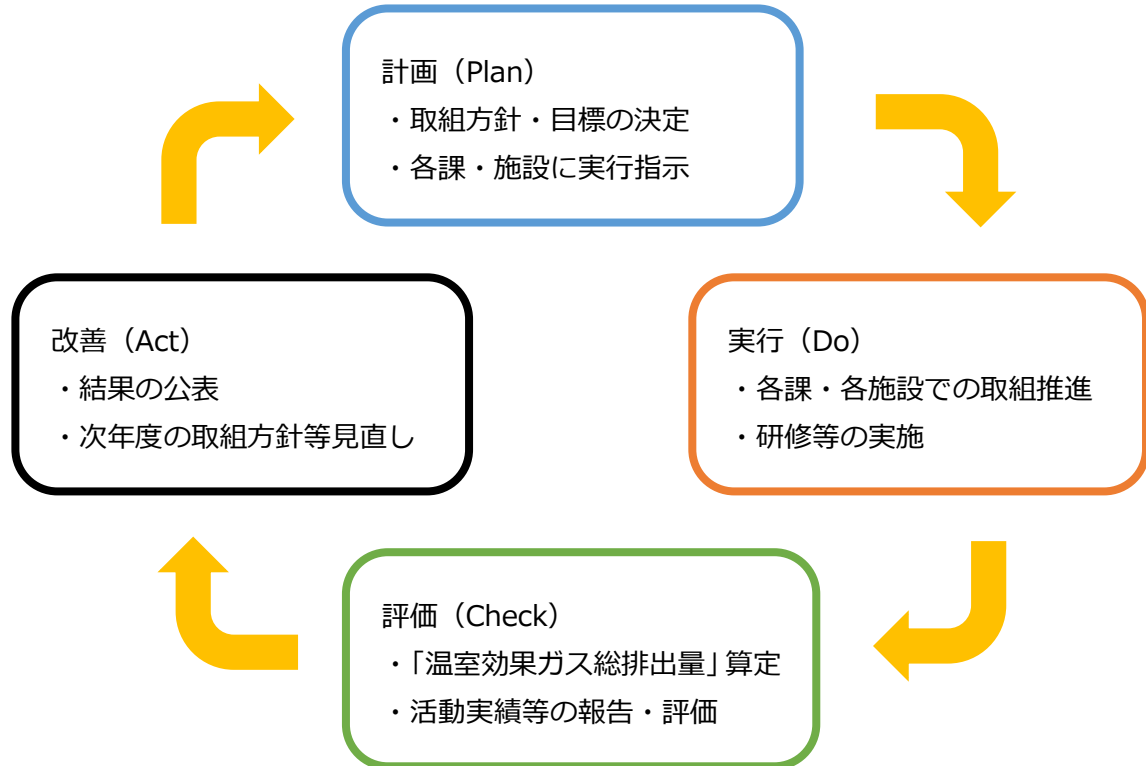 計画（Plan）
・取組方針・目標の決定
・各課・施設に実行指示
改善（Act）
・結果の公表
・次年度の取組方針等見直し
実行（Do）
・各課・各施設での取組推進
・研修等の実施
評価（Check）
・「温室効果ガス総排出量」算定
・活動実績等の報告・評価